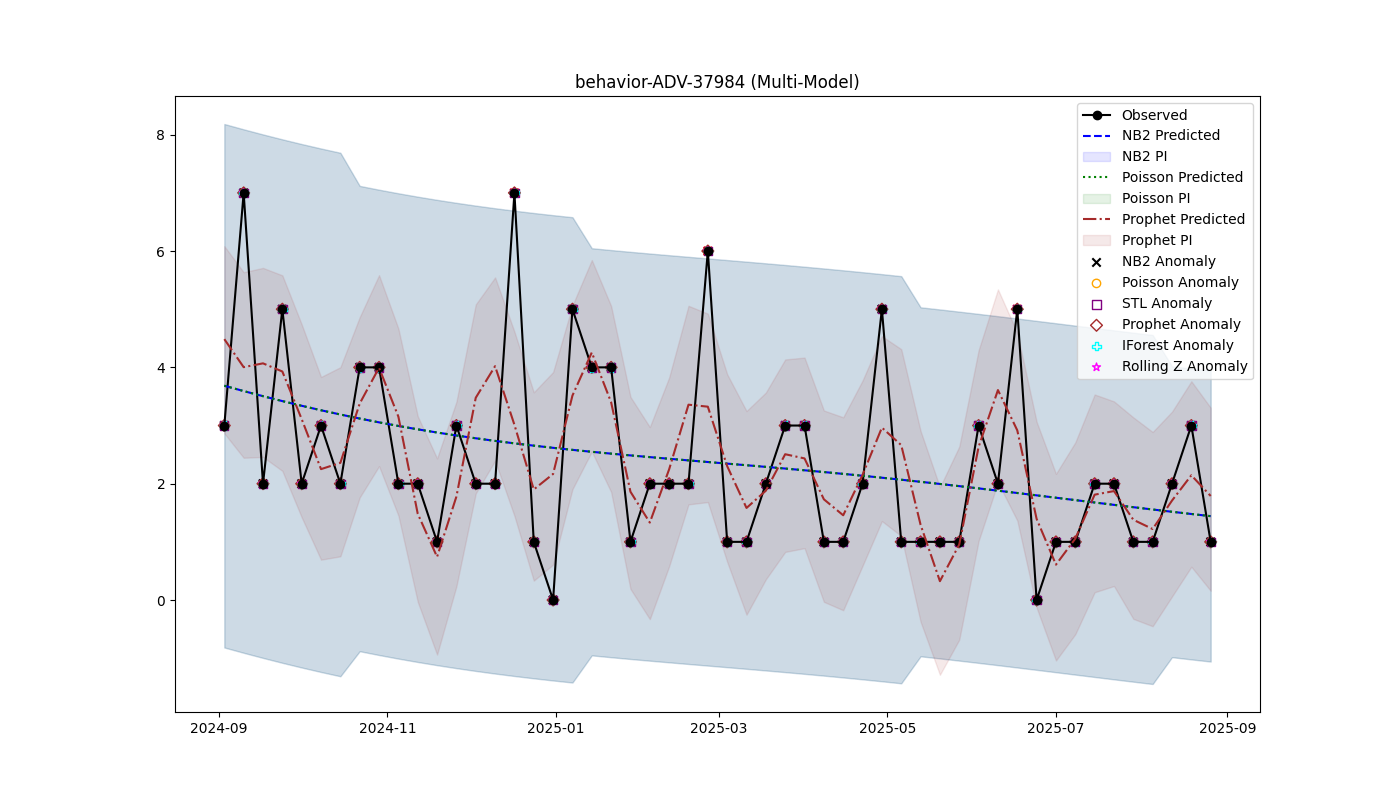 behavior-ADV-37984 (Multi-Model)
Observed
NB2 Predicted
NB2 PI
Poisson Predicted
Poisson PI
Prophet Predicted
Prophet PI
NB2 Anomaly
Poisson Anomaly
STL Anomaly
Prophet Anomaly
IForest Anomaly
Rolling Z Anomaly
8
6
4
2
0
2024-09
2024-11
2025-01
2025-03
2025-05
2025-07
2025-09